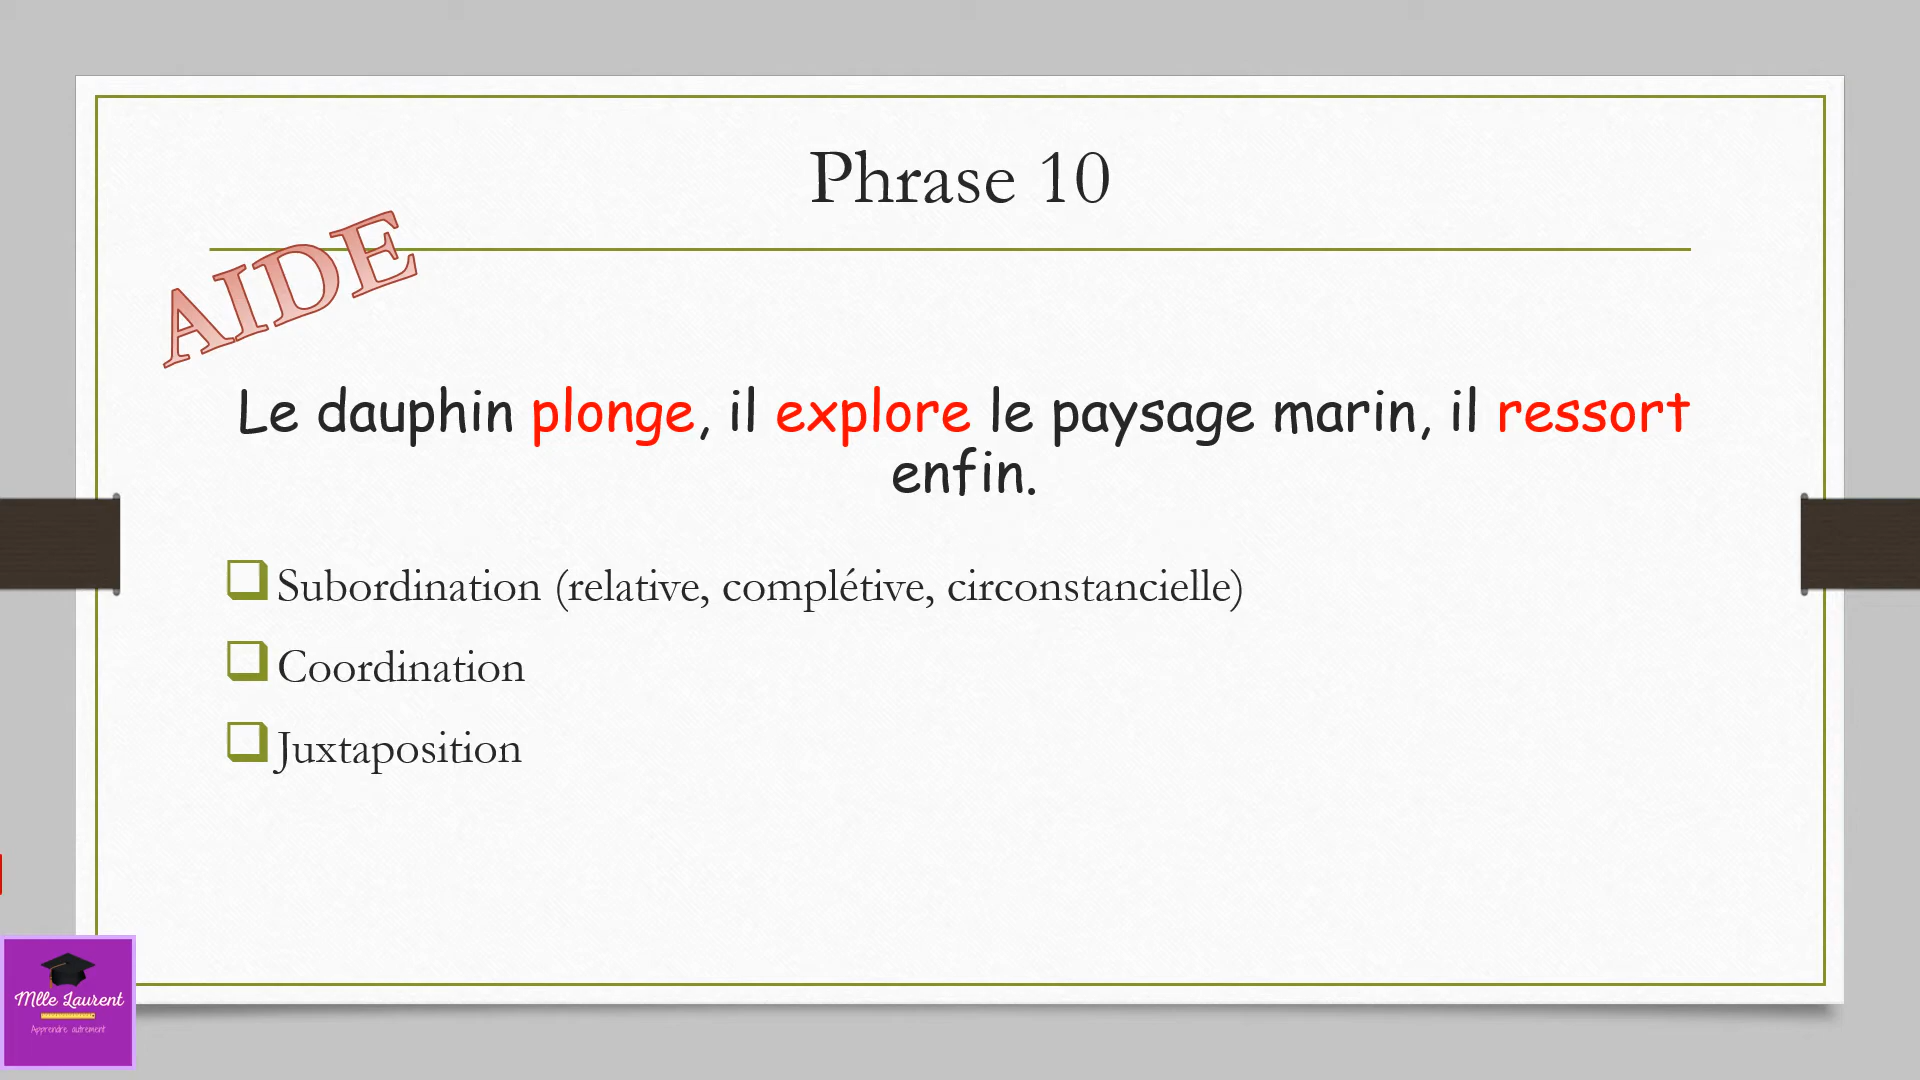 Phrase 10
AIDE
Le dauphin plonge, il explore le paysage marin, il ressort
enfin.
Subordination (relative, complétive, circonstancielle)
Coordination
Juxtaposition
Mlle Laurent
Apprendre autrement